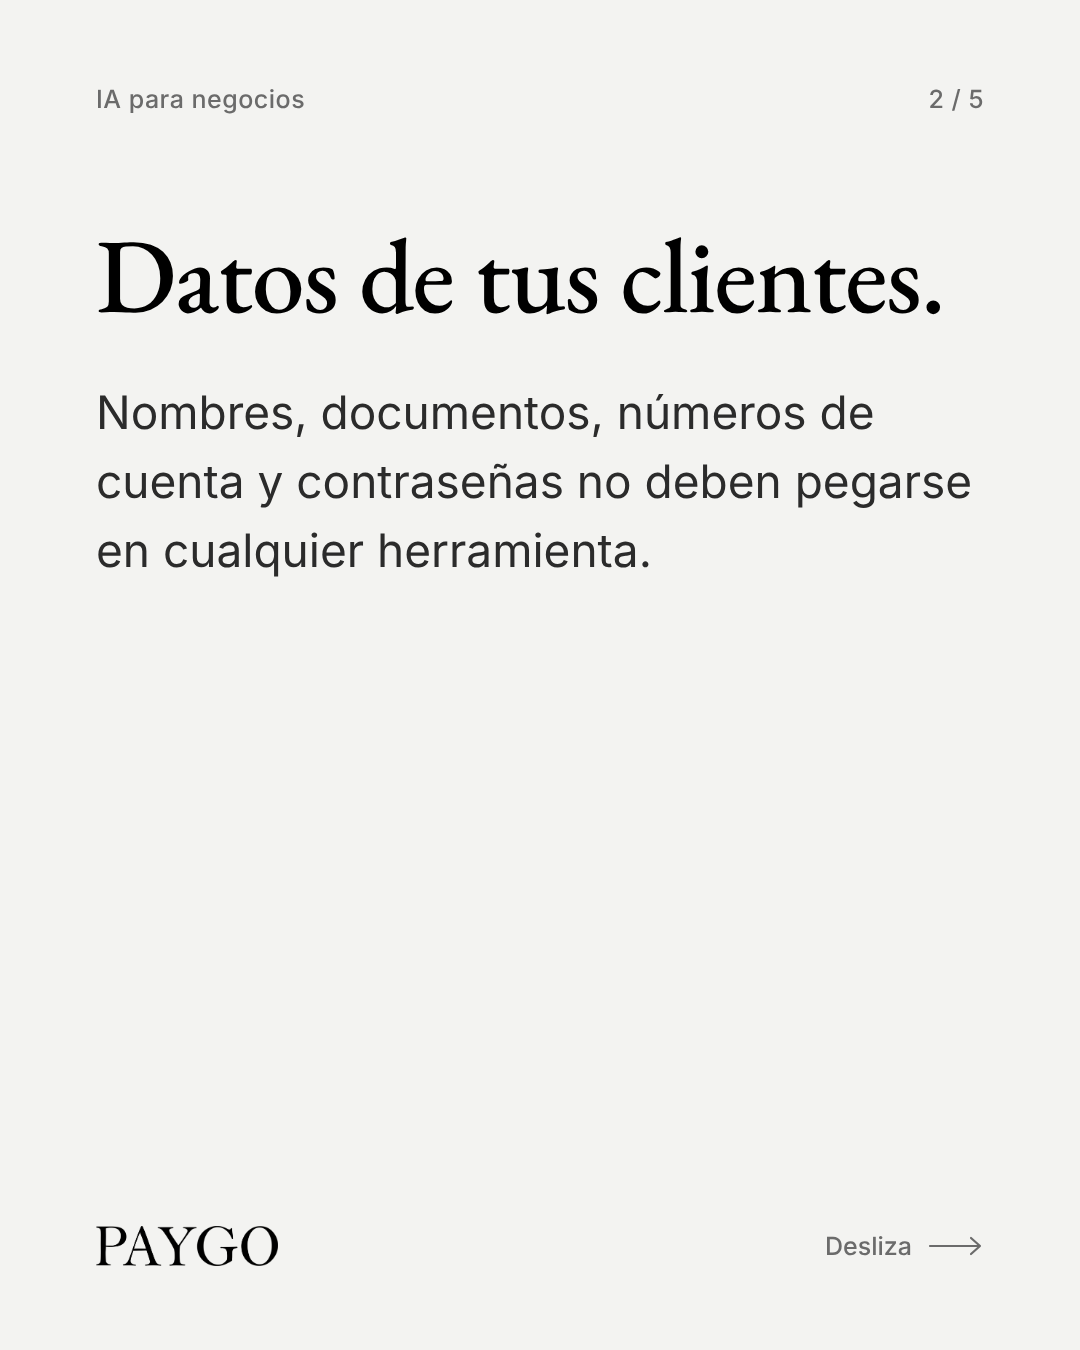 IA para negocios
2 / 5
Datos de tus clientes.
Nombres, documentos, números de
cuenta y contraseñas no deben pegarse
en cualquier herramienta.
PAYGO
Desliza